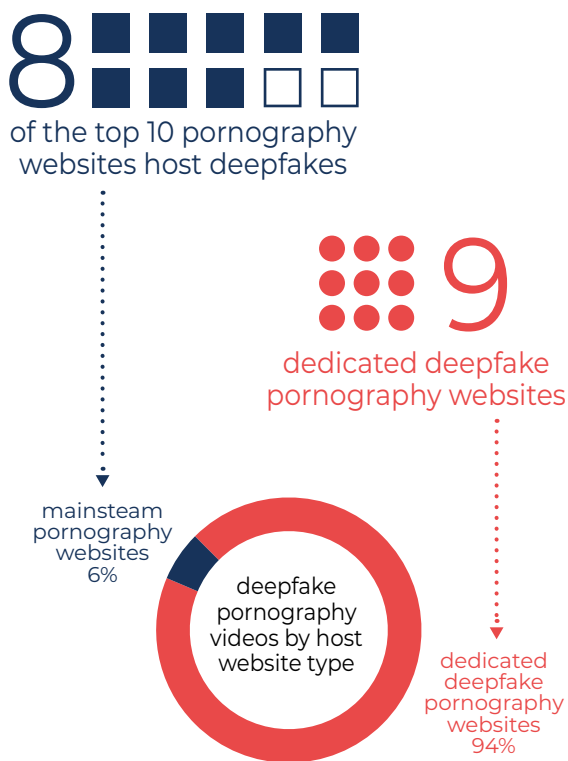 8
of the top 10 pornography
websites host deepfakes
9
dedicated deepfake
pornography websites
mainsteam
pornography
websites
6%
deepfake
pornography
videos by host
website type
dedicated
deepfake
pornography
websites
94%